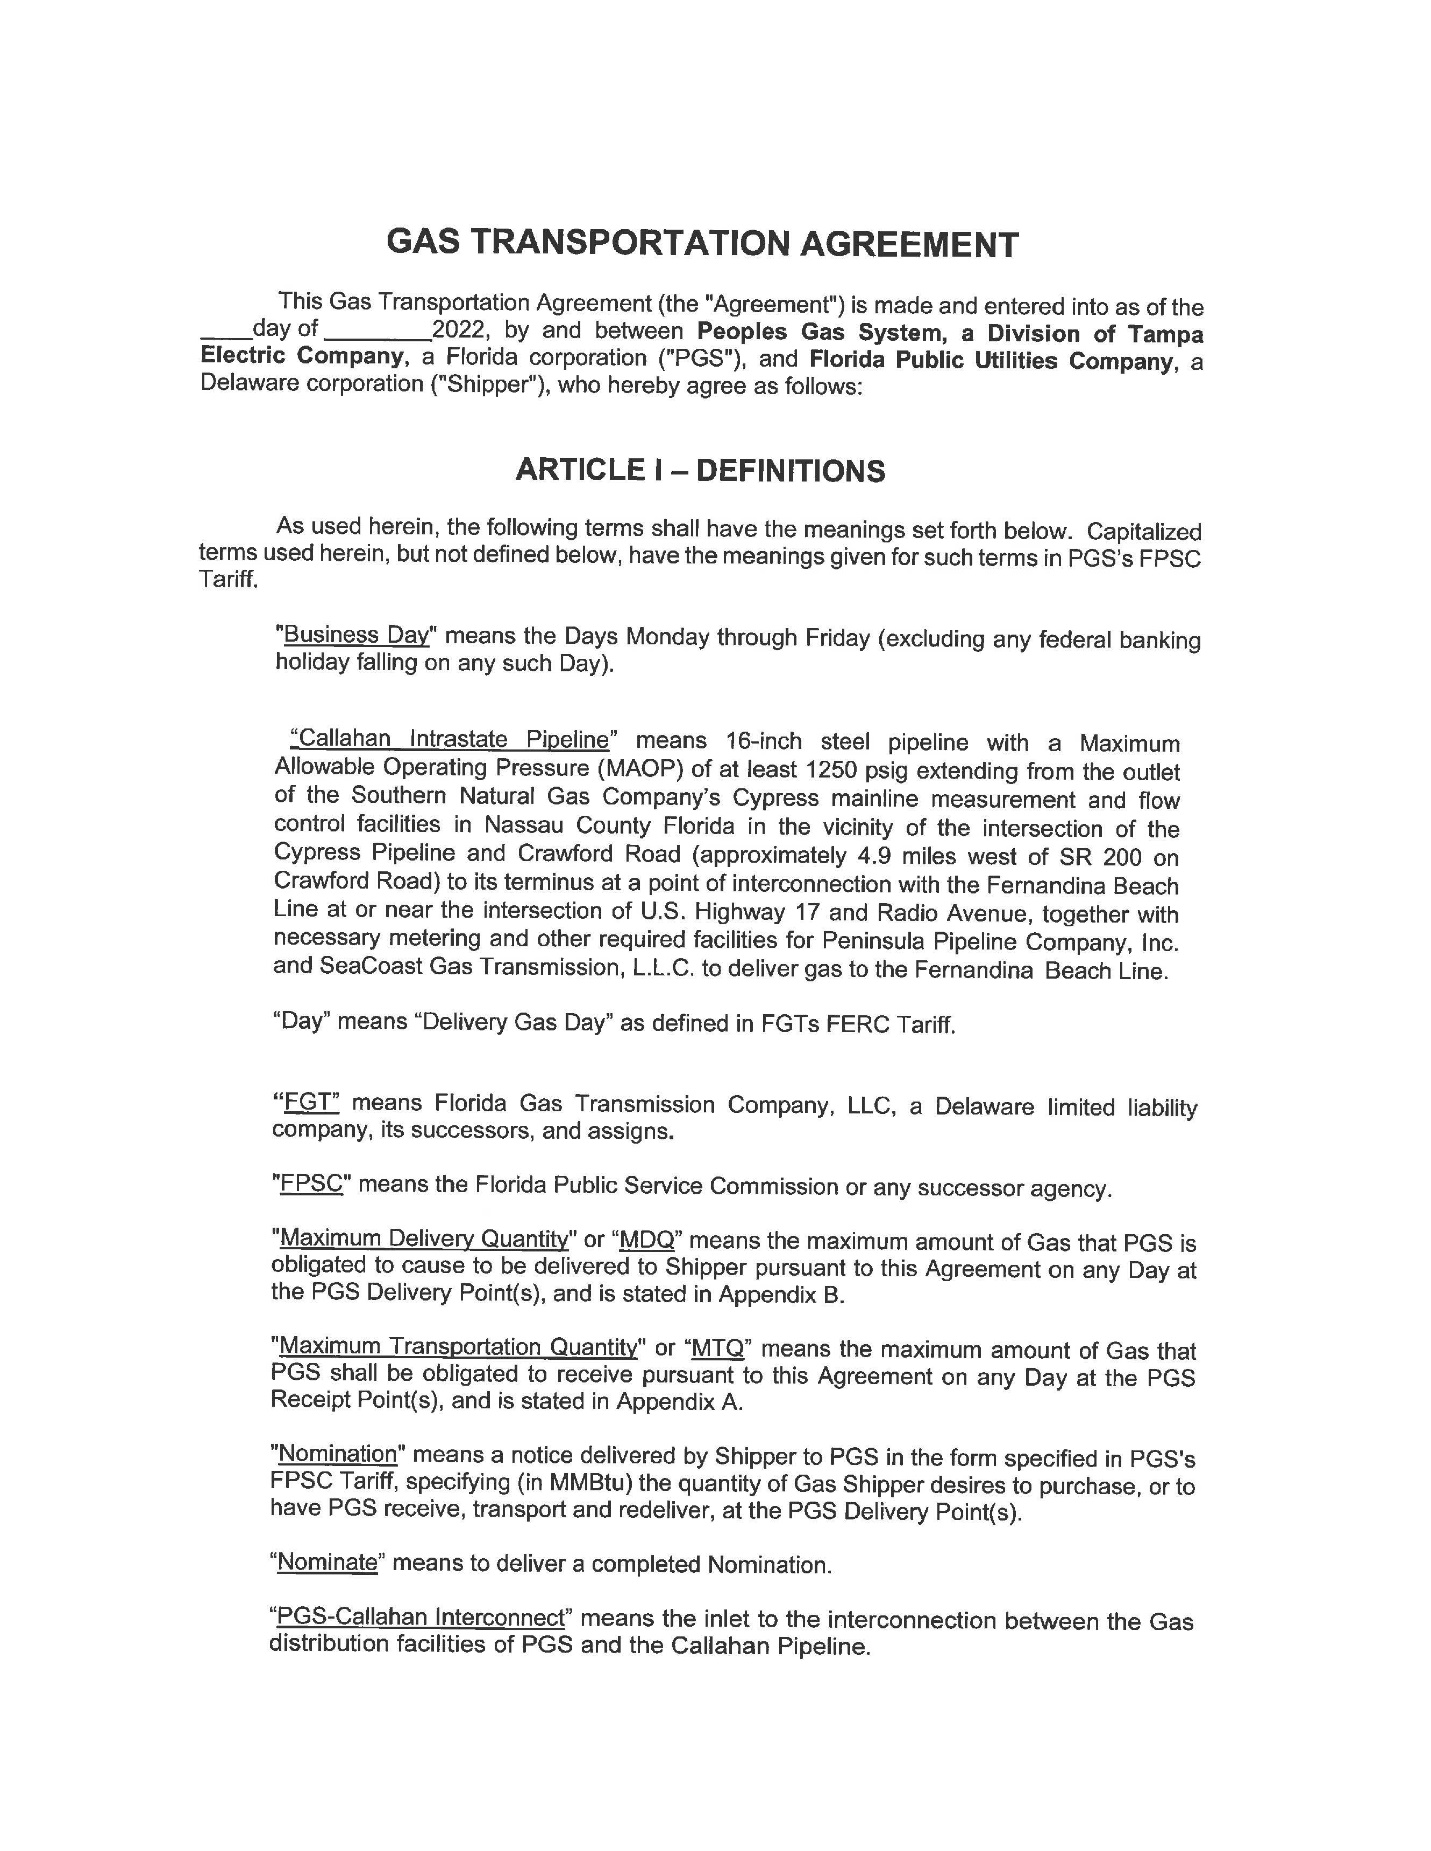 GAS TRANSPORTATION AGREEMENT
This Gas Transportation Agreement (the "Agreement") is made and entered into as of the
____day of ________2022, by and between Peoples Gas System, a Division of Tampa
Electric Company, a Florida corporation ("PGS"), and Florida Public Utilities Company, a
Delaware corporation ("Shipper"), who hereby agree as follows:
ARTICLE I – DEFINITIONS
As used herein, the following terms shall have the meanings set forth below. Capitalized
terms used herein, but not defined below, have the meanings given for such terms in PGS's FPSC
Tariff.
"Business Day" means the Days Monday through Friday (excluding any federal banking
holiday falling on any such Day).
“Callahan Intrastate Pipeline” means 16-inch steel pipeline with a Maximum
Allowable Operating Pressure (MAOP) of at least 1250 psig extending from the outlet
of the Southern Natural Gas Company’s Cypress mainline measurement and flow
control facilities in Nassau County Florida in the vicinity of the intersection of the
Cypress Pipeline and Crawford Road (approximately 4.9 miles west of SR 200 on
Crawford Road) to its terminus at a point of interconnection with the Fernandina Beach
Line at or near the intersection of U.S. Highway 17 and Radio Avenue, together with
necessary metering and other required facilities for Peninsula Pipeline Company, Inc.
and SeaCoast Gas Transmission, L.L.C. to deliver gas to the Fernandina Beach Line.
“Day” means “Delivery Gas Day” as defined in FGTs FERC Tariff.
“FGT” means Florida Gas Transmission Company, LLC, a Delaware limited liability
company, its successors, and assigns.
"FPSC" means the Florida Public Service Commission or any successor agency.
"Maximum Delivery Quantity" or “MDQ” means the maximum amount of Gas that PGS is
obligated to cause to be delivered to Shipper pursuant to this Agreement on any Day at
the PGS Delivery Point(s), and is stated in Appendix B.
"Maximum Transportation Quantity" or “MTQ” means the maximum amount of Gas that
PGS shall be obligated to receive pursuant to this Agreement on any Day at the PGS
Receipt Point(s), and is stated in Appendix A.
"Nomination" means a notice delivered by Shipper to PGS in the form specified in PGS's
FPSC Tariff, specifying (in MMBtu) the quantity of Gas Shipper desires to purchase, or to
have PGS receive, transport and redeliver, at the PGS Delivery Point(s).
“Nominate” means to deliver a completed Nomination.
“PGS-Callahan Interconnect” means the inlet to the interconnection between the Gas
distribution facilities of PGS and the Callahan Pipeline.